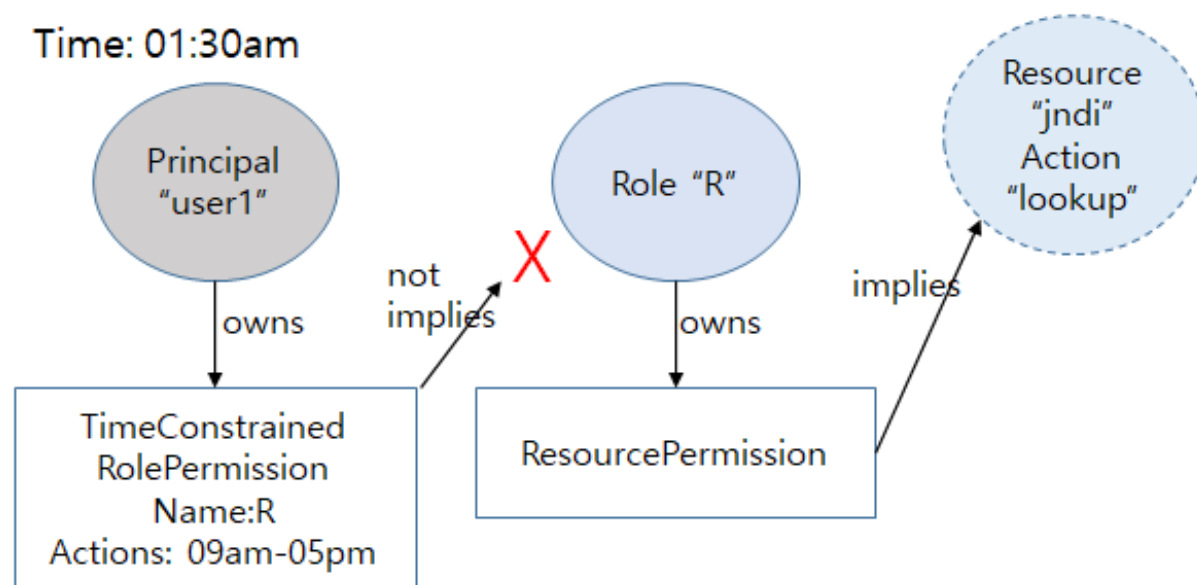 Time: 01:30am
Principal
“user1”
owns
TimeConstrained
RolePermission
Name:R
Actions: 09am-05pm
not
implies
X
Role “R”
owns
ResourcePermission
implies
Resource
“jndi”
Action
“lookup”